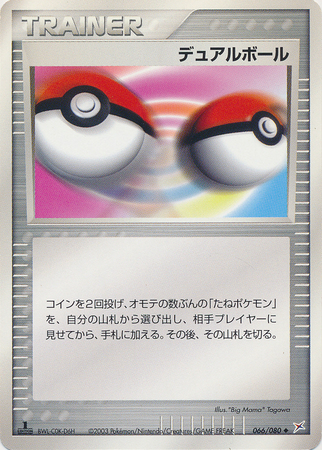 TRAINER
デュアルボール
コインを2回投げ、オモテの数ぶんの「たねポケモン」
を、自分の山札から選び出し、相手プレイヤーに
見せてから、手札に加える。その後、その山札を切る。
Illus."Big Mama" Tagawa
1
BWL-C0K-D6H ©2003 Pokémon/Nintendo/Creatures/GAME FREAK 066/080 ◆